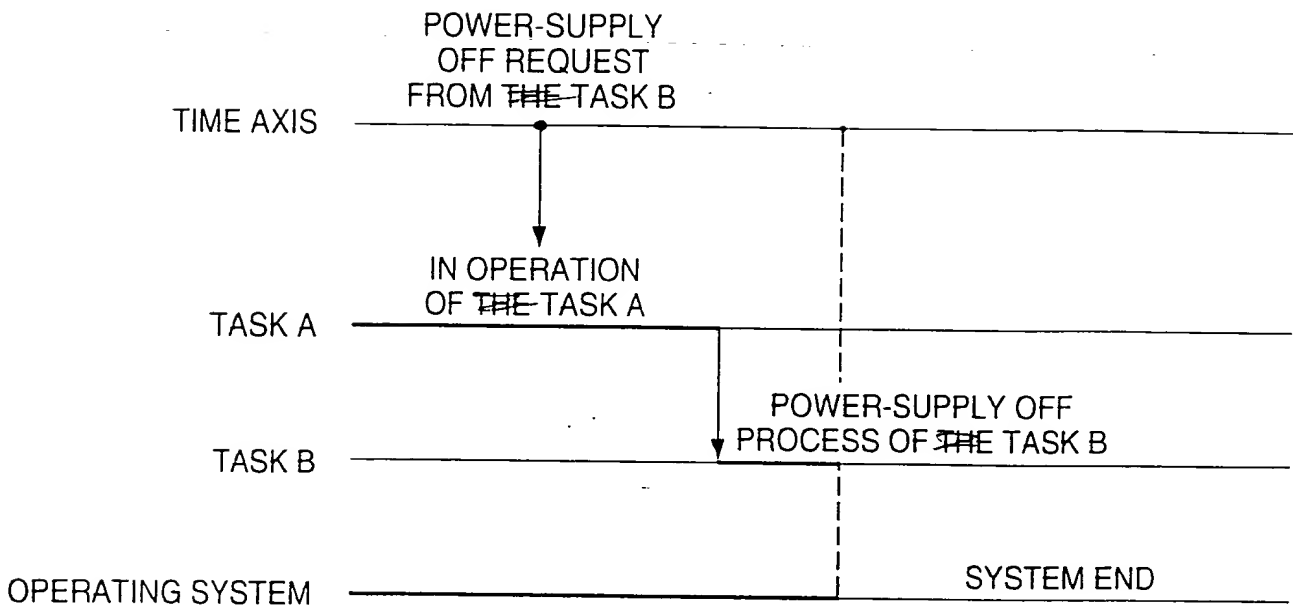 POWER-SUPPLY
OFF REQUEST
FROM THE TASK B
TIME AXIS
IN OPERATION
OF THE TASK A
TASK A
POWER-SUPPLY OFF
PROCESS OF THE TASK B
TASK B
SYSTEM END
OPERATING SYSTEM